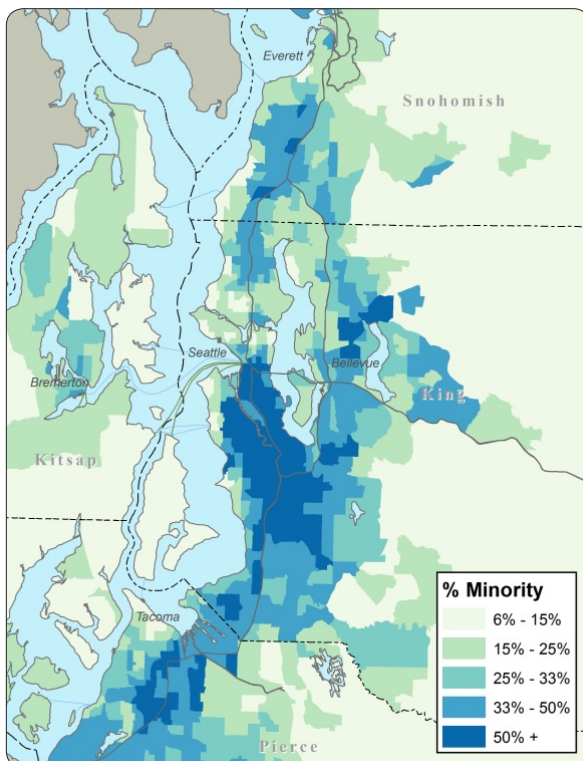 Everett
Snohomish
Seattle
Bellevue
Bremerton
King
Kitsap
Tacoma
Pierce
% Minority
6% - 15%
15% - 25%
25% - 33%
33% - 50%
50% +